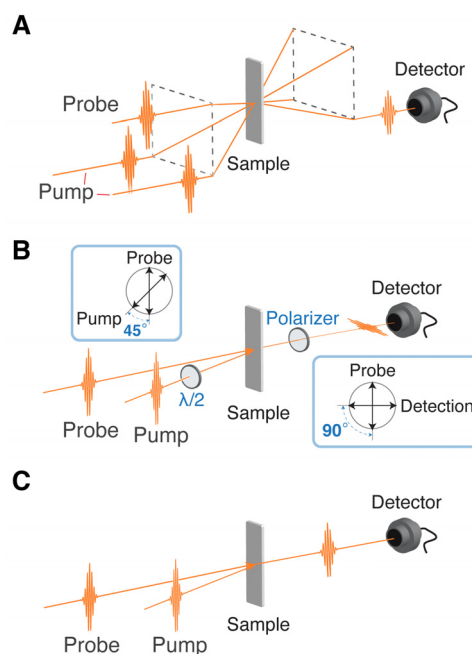 A
Detector
Probe
Sample
Pump
B
Probe
Detector
Pump
45°
Polarizer
λ/2
Probe
Detection
90°
Sample
Probe
Pump
C
Detector
Sample
Probe
Pump